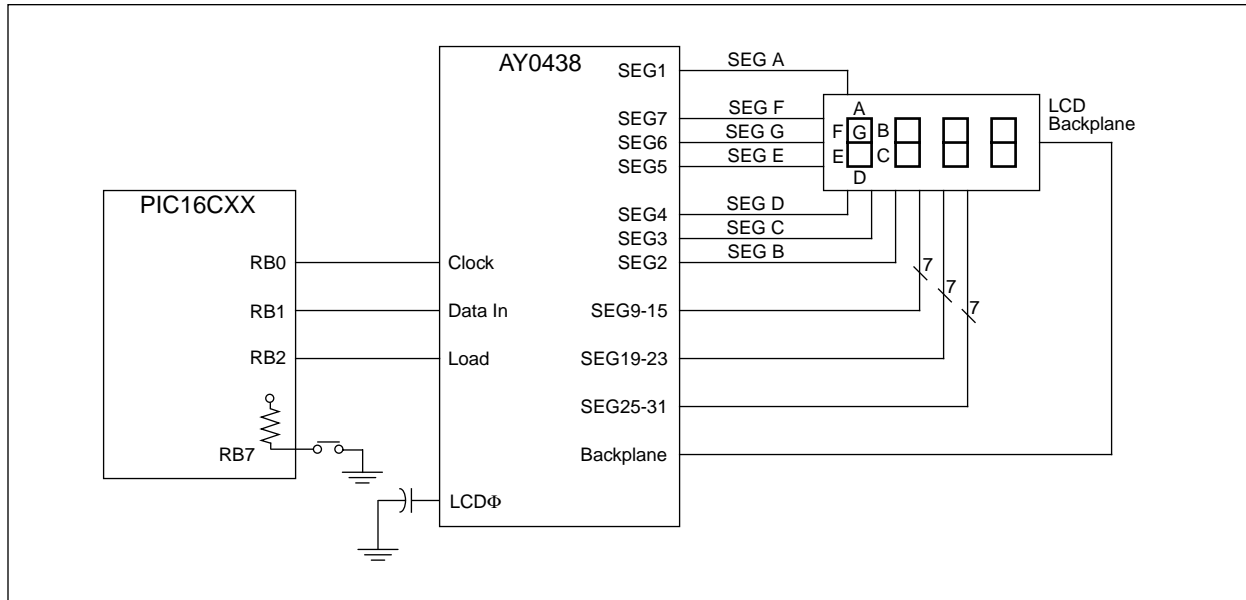 PIC16CXX
RB0
RB1
RB2
RB7
AY0438
Clock
Data In
Load
LCDΦ
SEG1
SEG7
SEG6
SEG5
SEG4
SEG3
SEG2
SEG9-15
SEG19-23
SEG25-31
Backplane
SEG A
SEG F
SEG G
SEG E
SEG D
SEG C
SEG B
A
F G B
E C
D
LCD
Backplane
7
7
7